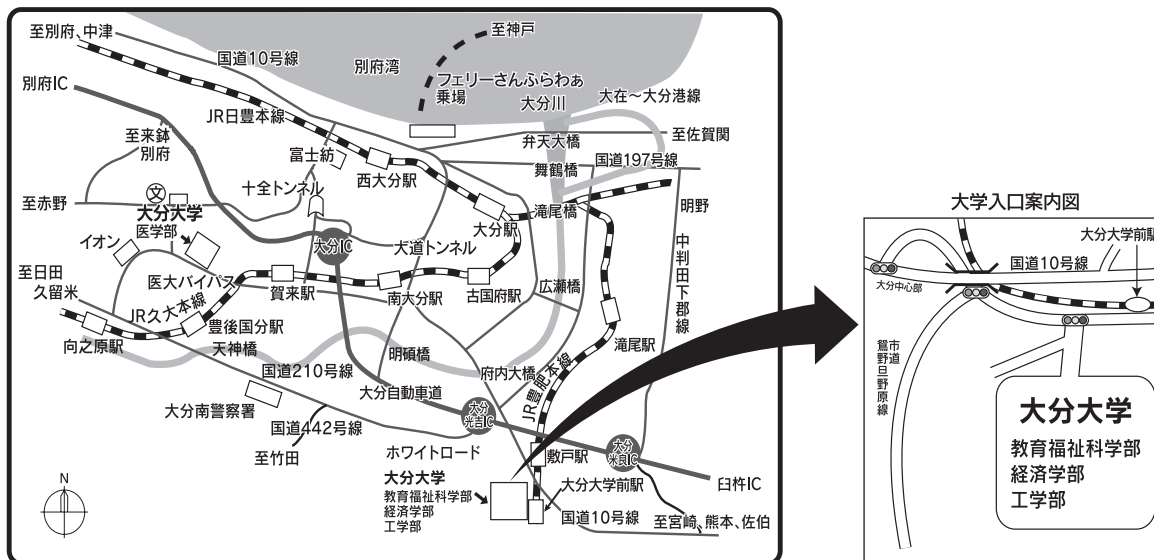 至別府、中津
国道10号線
至神戸
別府湾
別府IC
フェリーさんふらわぁ
乗場
大分川
大在～大分港線
JR日豊本線
至来鉢
別府
富士紡
弁天大橋
至佐賀関
舞鶴橋
国道197号線
西大分駅
十全トンネル
文
至赤野
大分大学
医学部
滝尾橋
明野
大分駅
イオン
大分IC
大道トンネル
中判田下郡線
至日田
久留米
医大バイパス
賀来駅
南大分駅
古国府駅
広瀬橋
JR久大本線
豊後国分駅
向之原駅
天神橋
明磧橋
滝尾駅
国道210号線
府内大橋
JR豊肥本線
大分自動車道
大分南警察署
国道442号線
大分
光吉IC
至竹田
ホワイトロード
敷戸駅
大分
米良IC
大分大学
教育福祉科学部
経済学部
工学部
大分大学前駅
臼杵IC
国道10号線
至宮崎、熊本、佐伯
N
大学入口案内図
大分大学前駅
国道10号線
大分中心部
市道
鴛野旦野原線
大分大学
教育福祉科学部
経済学部
工学部